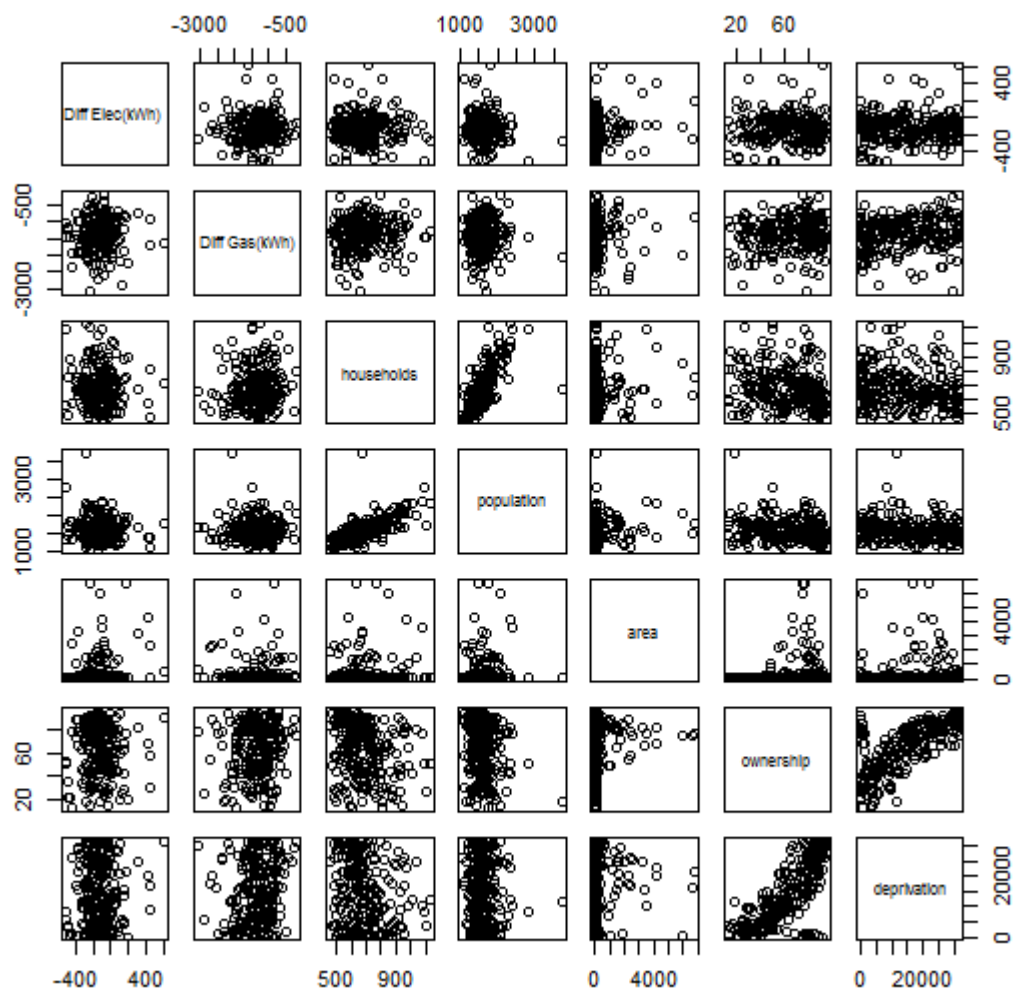 -3000 -500 1000 3000 20 60
Diff Elec(kWh) 400 -400
-500 -3000 Diff Gas(kWh)
households 900 500
3000 1000 population
area 4000 0
60 20 ownership
deprivation 20000 0
-400 0 400 500 900 0 4000 0 20000